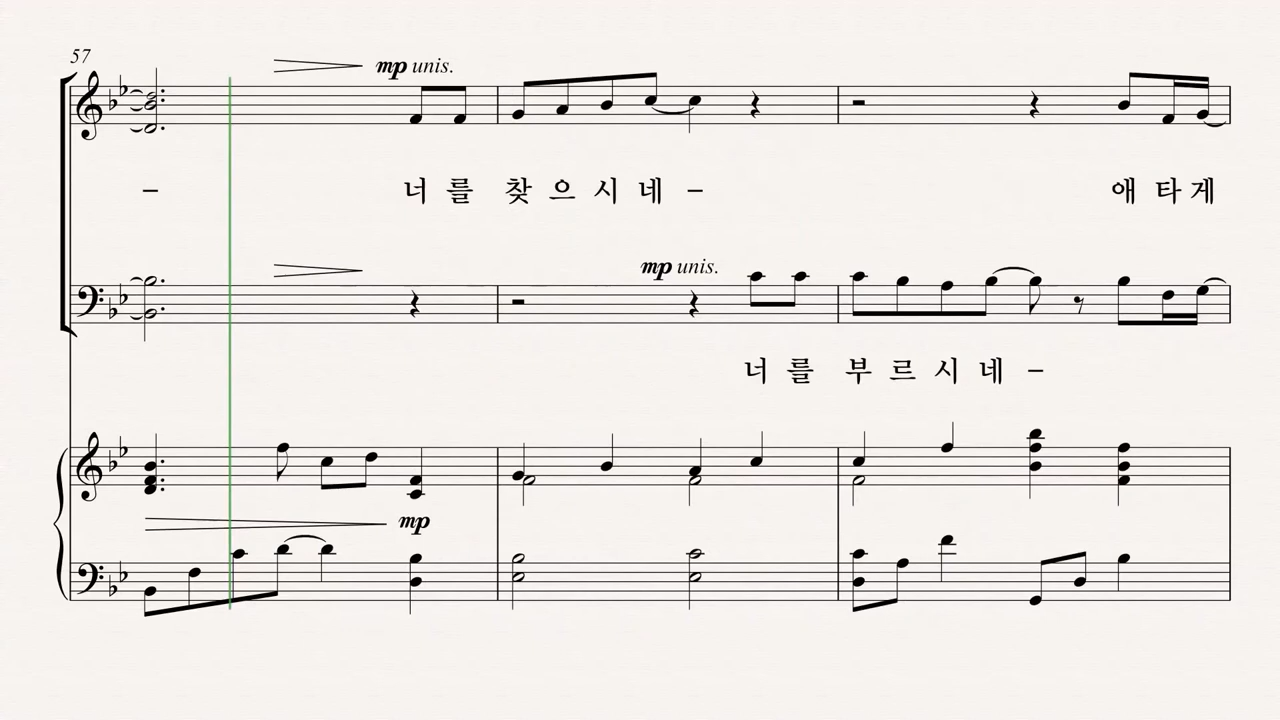 57
mp unis.
– 너 를 찾 으 시 네 – 애 타 게
mp unis.
너 를 부 르 시 네 –
mp